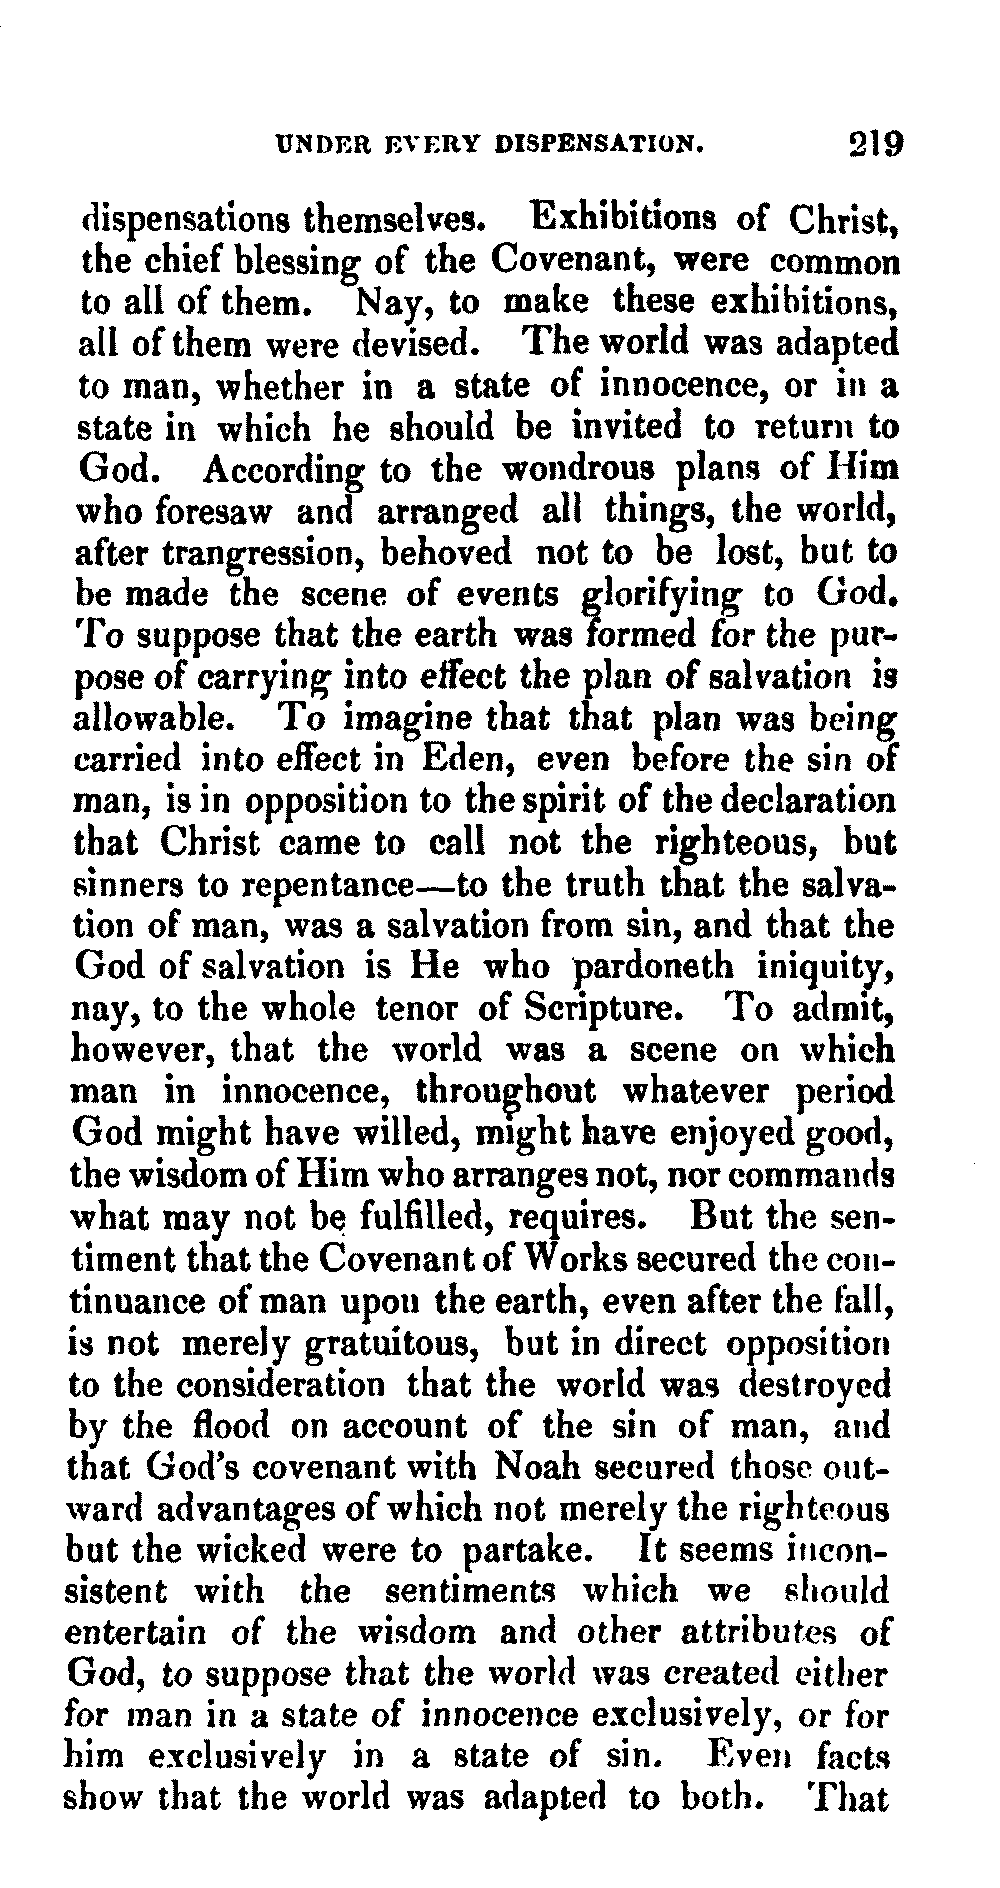 UNDER EVERY DISPENSATION. 219
dispensations themselves. Exhibitions of Christ,
the chief blessing of the Covenant, were common
to all of them. Nay, to make these exhibitions,
all of them were devised. The world was adapted
to man, whether in a state of innocence, or in a
state in which he should be invited to return to
God. According to the wondrous plans of Him
who foresaw and arranged all things, the world,
after trangression, behoved not to be lost, but to
be made the scene of events glorifying to God.
To suppose that the earth was formed for the pur-
pose of carrying into effect the plan of salvation is
allowable. To imagine that that plan was being
carried into effect in Eden, even before the sin of
man, is in opposition to the spirit of the declaration
that Christ came to call not the righteous, but
sinners to repentance—to the truth that the salva-
tion of man, was a salvation from sin, and that the
God of salvation is He who pardoneth iniquity,
nay, to the whole tenor of Scripture. To admit,
however, that the world was a scene on which
man in innocence, throughout whatever period
God might have willed, might have enjoyed good,
the wisdom of Him who arranges not, nor commands
what may not be fulfilled, requires. But the sen-
timent that the Covenant of Works secured the con-
tinuance of man upon the earth, even after the fall,
is not merely gratuitous, but in direct opposition
to the consideration that the world was destroyed
by the flood on account of the sin of man, and
that God's covenant with Noah secured those out-
ward advantages of which not merely the righteous
but the wicked were to partake. It seems incon-
sistent with the sentiments which we should
entertain of the wisdom and other attributes of
God, to suppose that the world was created either
for man in a state of innocence exclusively, or for
him exclusively in a state of sin. Even facts
show that the world was adapted to both. That